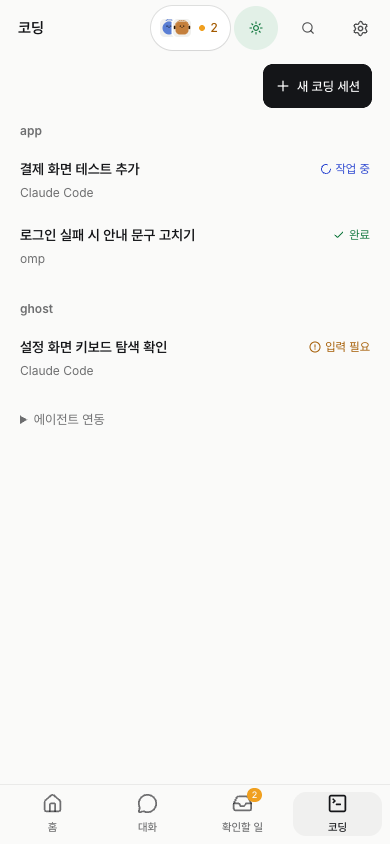 코딩
2
새 코딩 세션
app
결제 화면 테스트 추가
작업 중
Claude Code
로그인 실패 시 안내 문구 고치기
완료
omp
ghost
설정 화면 키보드 탐색 확인
입력 필요
Claude Code
에이전트 연동
2
홈
대화
확인할 일
코딩